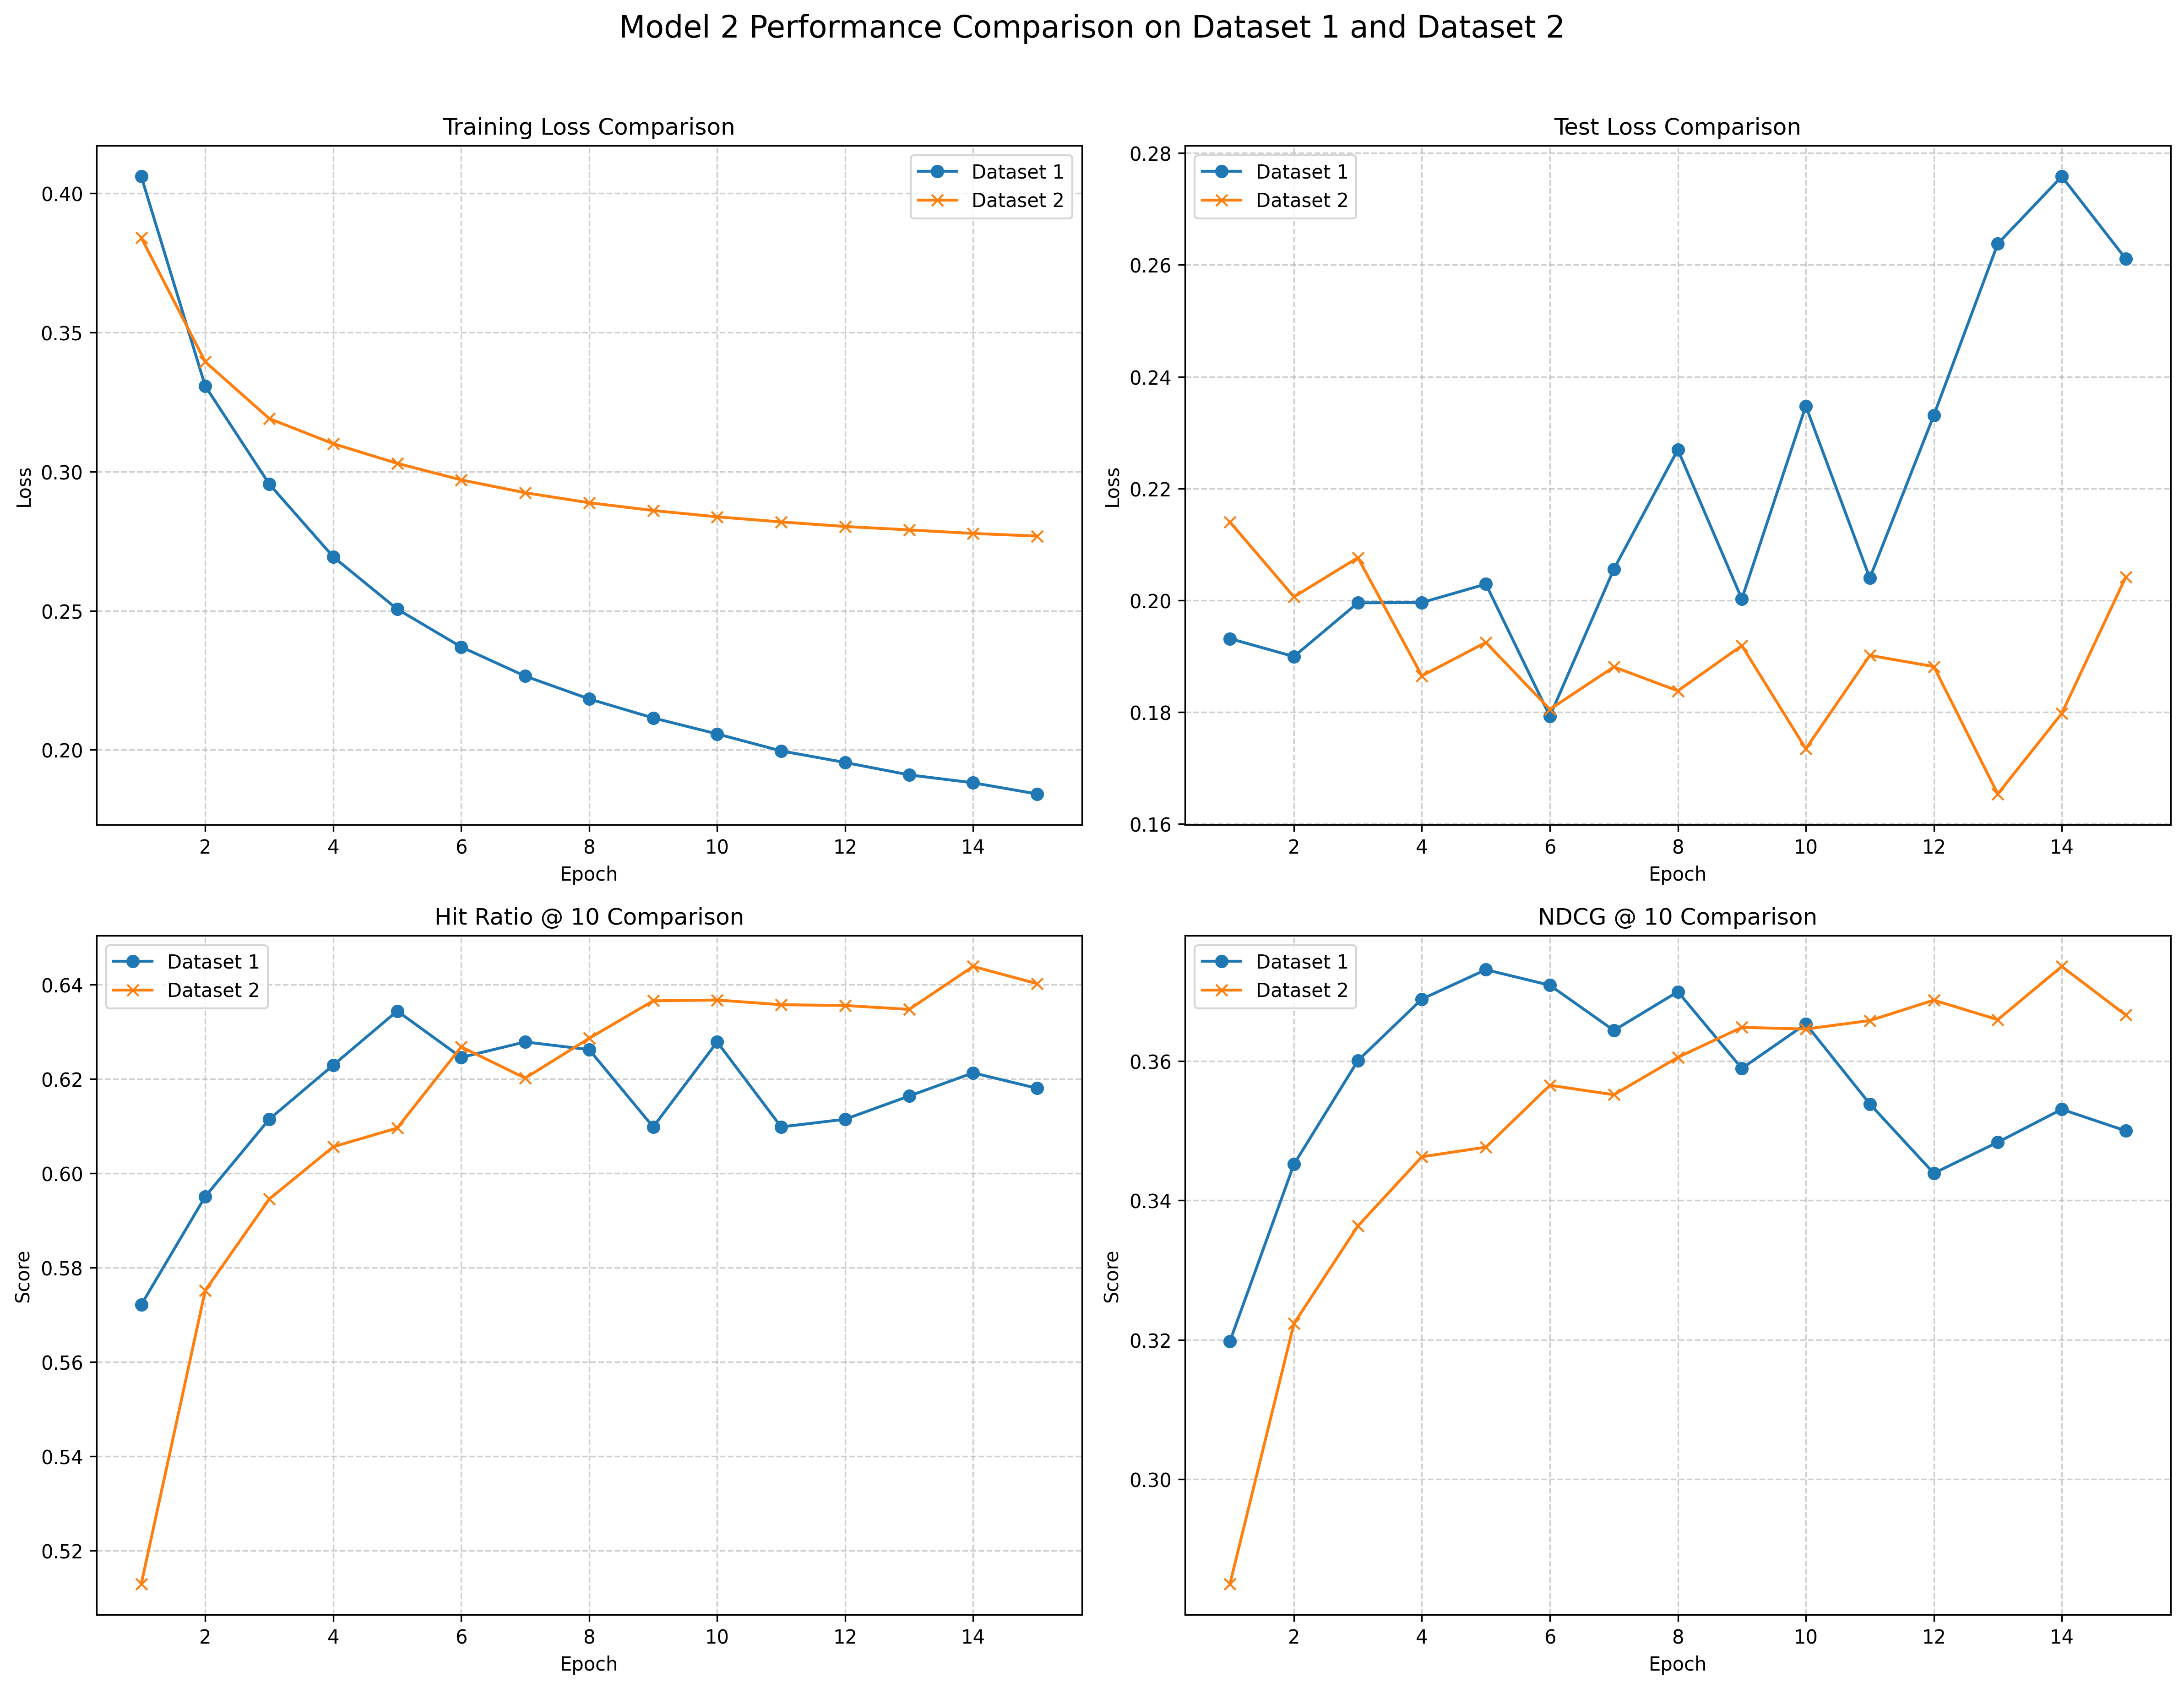 Model 2 Performance Comparison on Dataset 1 and Dataset 2
Training Loss Comparison
Dataset 1
Dataset 2
0.40
0.35
0.30
0.25
0.20
Loss
2 4 6 8 10 12 14
Epoch
Test Loss Comparison
Dataset 1
Dataset 2
0.28
0.26
0.24
0.22
0.20
0.18
0.16
Loss
2 4 6 8 10 12 14
Epoch
Hit Ratio @ 10 Comparison
Dataset 1
Dataset 2
0.64
0.62
0.60
0.58
0.56
0.54
0.52
Score
2 4 6 8 10 12 14
Epoch
NDCG @ 10 Comparison
Dataset 1
Dataset 2
0.36
0.34
0.32
0.30
Score
2 4 6 8 10 12 14
Epoch